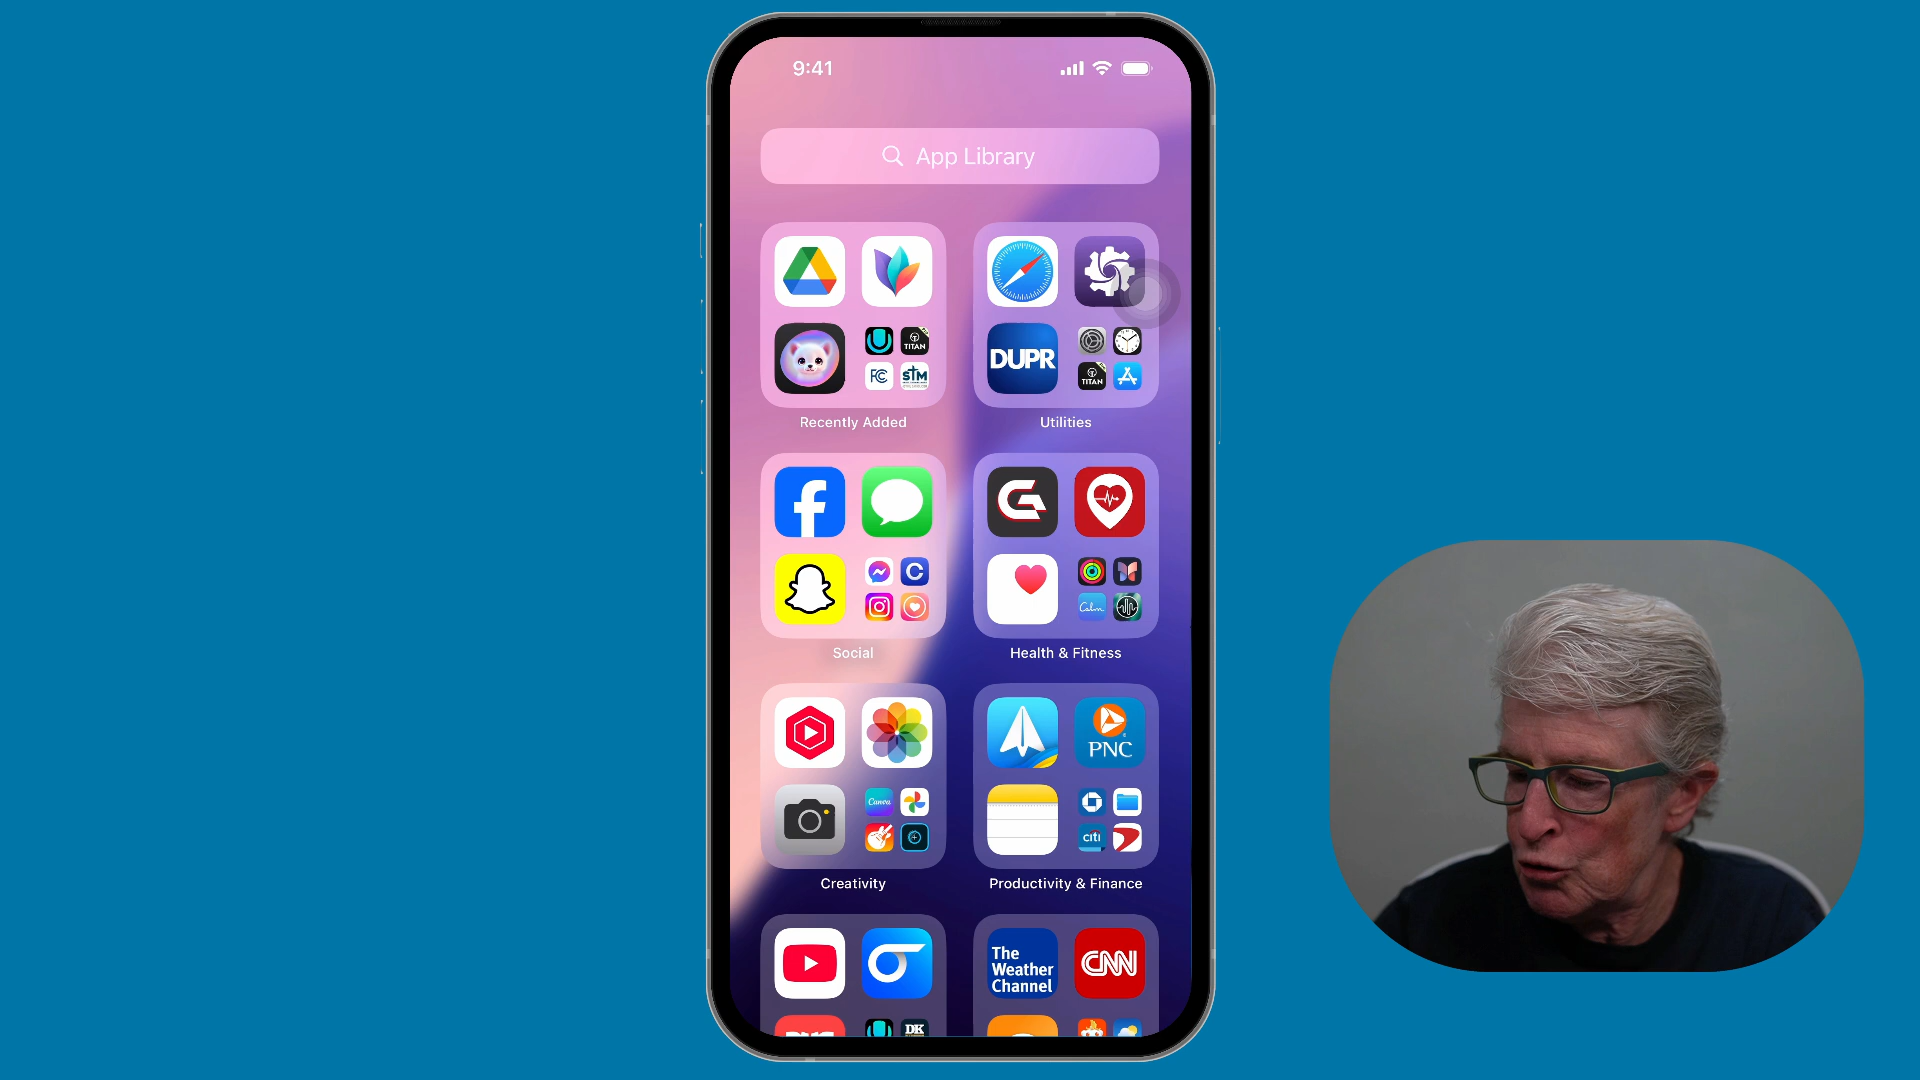 9:41
App Library
TITAN
FC
STM
DUPR
TITAN
Recently Added
Utilities
Calm
Social
Health & Fitness
PNC
Canva
citi
Creativity
Productivity & Finance
The
Weather
Channel
CNN
DK